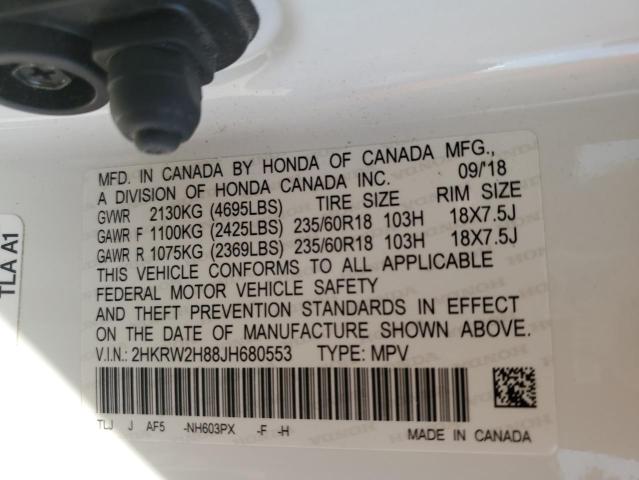 MFD. IN CANADA BY HONDA OF CANADA MFG.,
A DIVISION OF HONDA CANADA INC. 09/'18
GVWR 2130KG (4695LBS) TIRE SIZE RIM SIZE
GAWR F 1100KG (2425LBS) 235/60R18 103H 18X7.5J
GAWR R 1075KG (2369LBS) 235/60R18 103H 18X7.5J
THIS VEHICLE CONFORMS TO ALL APPLICABLE
FEDERAL MOTOR VEHICLE SAFETY
AND THEFT PREVENTION STANDARDS IN EFFECT
ON THE DATE OF MANUFACTURE SHOWN ABOVE.
V.I.N.: 2HKRW2H88JH680553 TYPE: MPV
TLJ J AF5 -NH603PX -F -H MADE IN CANADA
TLA A1